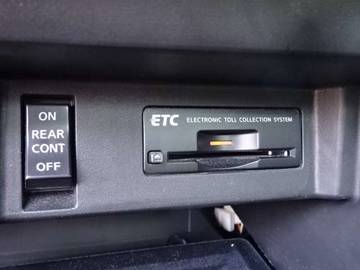 ON
REAR
CONT
OFF
ETC ELECTRONIC TOLL COLLECTION SYSTEM